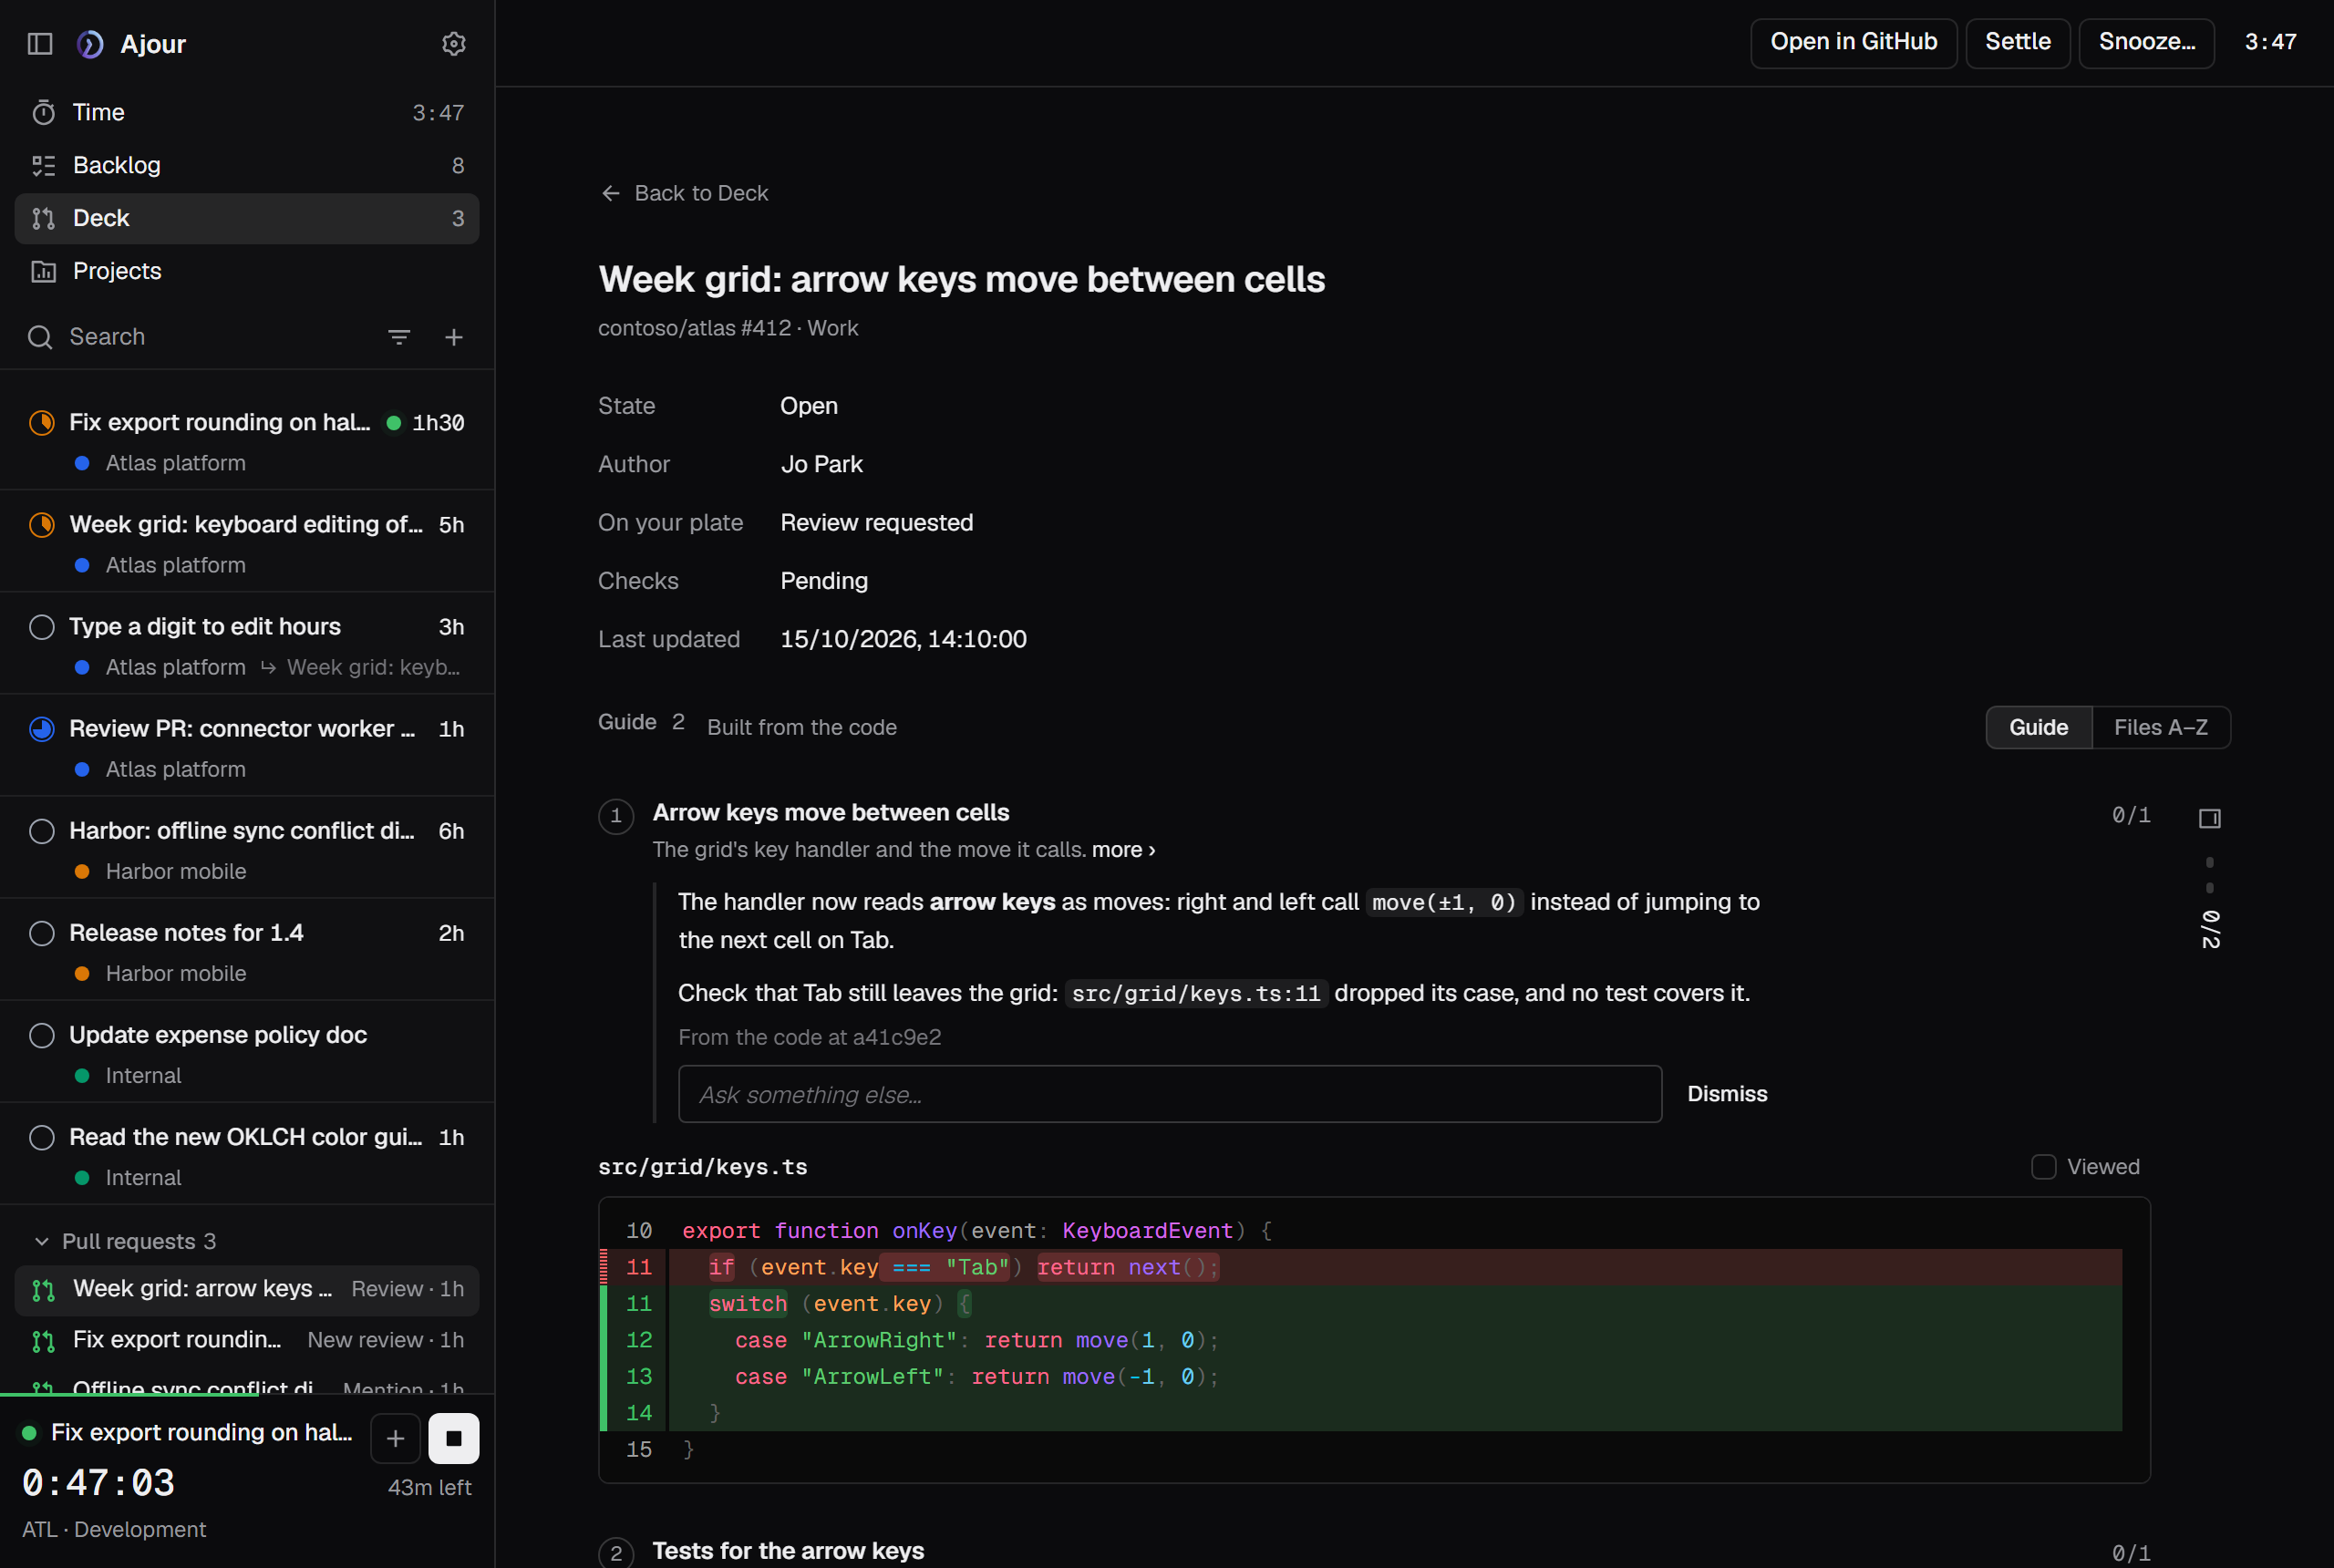 Ajour
Time 3:47
Backlog 8
Deck 3
Projects
Search
Fix export rounding on hal... 1h30
Atlas platform
Week grid: keyboard editing of... 5h
Atlas platform
Type a digit to edit hours 3h
Atlas platform ↳ Week grid: keyb...
Review PR: connector worker ... 1h
Atlas platform
Harbor: offline sync conflict di... 6h
Harbor mobile
Release notes for 1.4 2h
Harbor mobile
Update expense policy doc
Internal
Read the new OKLCH color gui... 1h
Internal
Pull requests 3
Week grid: arrow keys ... Review · 1h
Fix export roundin... New review · 1h
Offline sync conflict di... Mention · 1h
Fix export rounding on hal...
0:47:03 43m left
ATL · Development
Open in GitHub Settle Snooze... 3:47
← Back to Deck
Week grid: arrow keys move between cells
contoso/atlas #412 · Work
State Open
Author Jo Park
On your plate Review requested
Checks Pending
Last updated 15/10/2026, 14:10:00
Guide 2 Built from the code Guide Files A–Z
1 Arrow keys move between cells 0/1
The grid's key handler and the move it calls. more ›
0/2
The handler now reads arrow keys as moves: right and left call move(±1, 0) instead of jumping to
the next cell on Tab.
Check that Tab still leaves the grid: src/grid/keys.ts:11 dropped its case, and no test covers it.
From the code at a41c9e2
Ask something else... Dismiss
src/grid/keys.ts Viewed
10 export function onKey(event: KeyboardEvent) {
11 if (event.key === "Tab") return next();
11 switch (event.key) {
12 case "ArrowRight": return move(1, 0);
13 case "ArrowLeft": return move(-1, 0);
14 }
15 }
2 Tests for the arrow keys 0/1